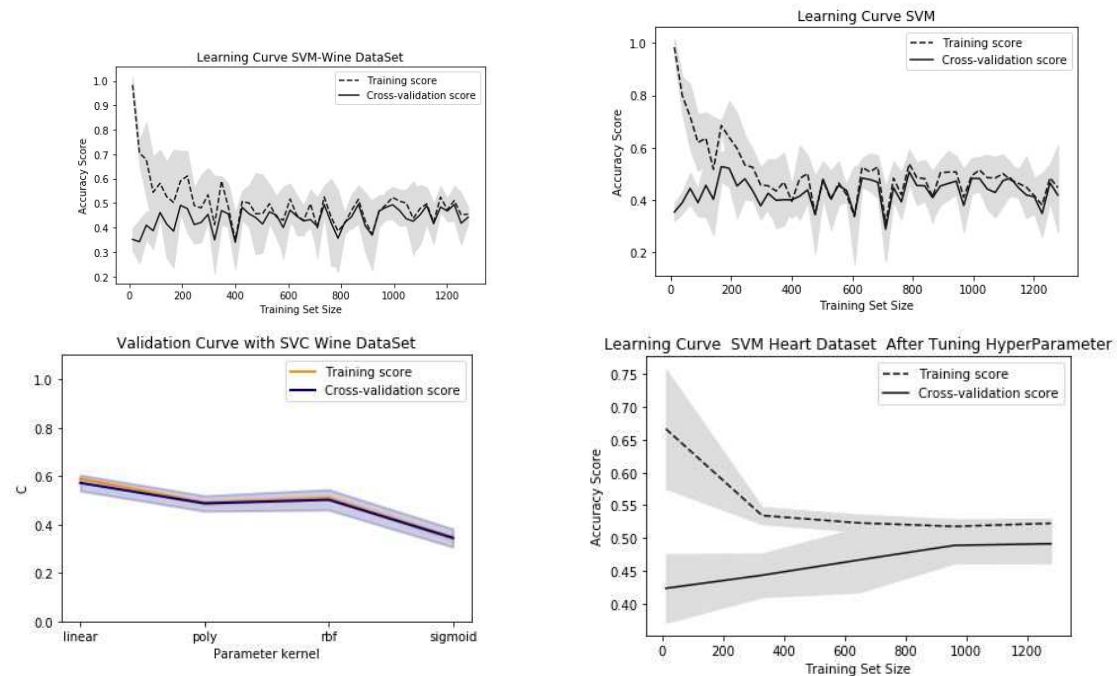 Learning Curve SVM-Wine DataSet
Training score
Cross-validation score
1.0
0.9
0.8
0.7
0.6
0.5
0.4
0.3
0.2
Accuracy Score
0 200 400 600 800 1000 1200
Training Set Size
Learning Curve SVM
Training score
Cross-validation score
1.0
0.8
0.6
0.4
0.2
Accuracy Score
0 200 400 600 800 1000 1200
Training Set Size
Validation Curve with SVC Wine DataSet
Training score
Cross-validation score
1.0
0.8
0.6
0.4
0.2
0.0
C
linear poly rbf sigmoid
Parameter kernel
Learning Curve SVM Heart Dataset After Tuning HyperParameter
Training score
Cross-validation score
0.75
0.70
0.65
0.60
0.55
0.50
0.45
0.40
Accuracy Score
0 200 400 600 800 1000 1200
Training Set Size